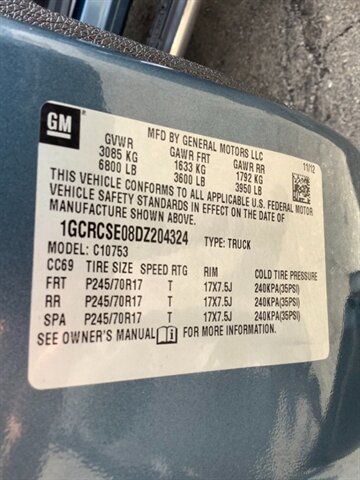 GM
MFD BY GENERAL MOTORS LLC
GVWR GAWR FRT GAWR RR 11/12
3085 KG 1633 KG 1792 KG
6800 LB 3600 LB 3950 LB
THIS VEHICLE CONFORMS TO ALL APPLICABLE U.S. FEDERAL MOTOR
VEHICLE SAFETY STANDARDS IN EFFECT ON THE DATE OF
MANUFACTURE SHOWN ABOVE.
1GCRCSE08DZ204324 TYPE: TRUCK
MODEL: C10753
CC69 TIRE SIZE SPEED RTG RIM COLD TIRE PRESSURE
FRT P245/70R17 T 17X7.5J 240KPA(35PSI)
RR P245/70R17 T 17X7.5J 240KPA(35PSI)
SPA P245/70R17 T 17X7.5J 240KPA(35PSI)
SEE OWNER'S MANUAL FOR MORE INFORMATION.